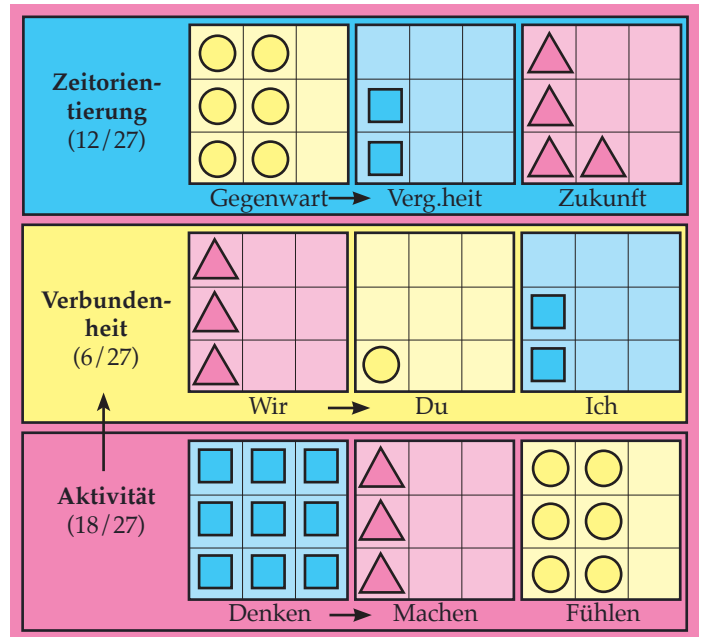 Zeitorien-
tierung
(12/27)
Gegenwart Verg.heit Zukunft
Verbunden-
heit
(6/27)
Wir Du Ich
Aktivität
(18/27)
Denken Machen Fühlen